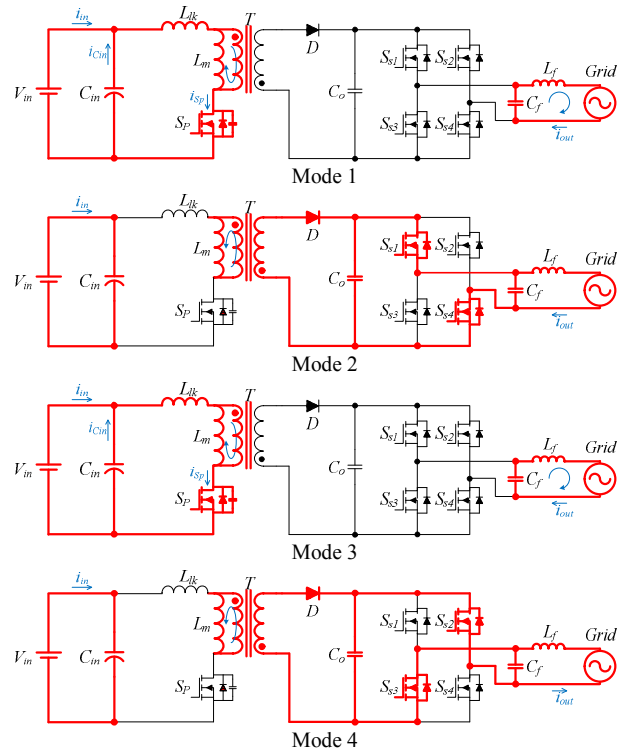 i_in L_lk T S_s1 S_s2 L_f Grid
i_Cin L_m D
V_in C_in i_Sp C_o C_f
S_P S_s3 S_s4 i_out
Mode 1
i_in L_lk T S_s1 S_s2 L_f Grid
L_m D
V_in C_in C_o C_f
S_P S_s3 S_s4 i_out
Mode 2
i_in L_lk T S_s1 S_s2 L_f Grid
i_Cin L_m D
V_in C_in i_Sp C_o C_f
S_P S_s3 S_s4 i_out
Mode 3
i_in L_lk T S_s1 S_s2 L_f Grid
L_m D
V_in C_in C_o C_f
S_P S_s3 S_s4 i_out
Mode 4